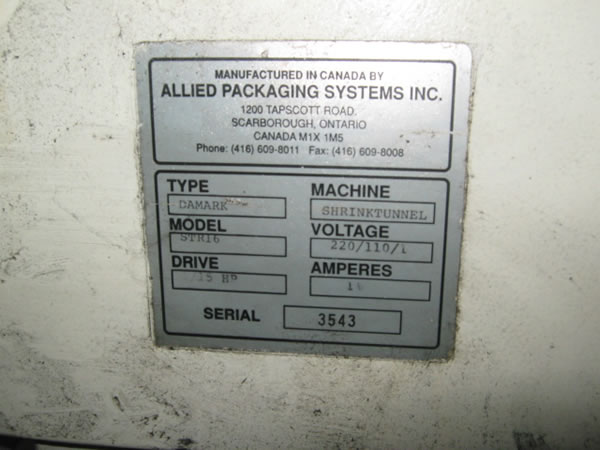 MANUFACTURED IN CANADA BY
ALLIED PACKAGING SYSTEMS INC.
1200 TAPSCOTT ROAD.
SCARBOROUGH, ONTARIO
CANADA M1X 1M5
Phone: (416) 609-8011 Fax: (416) 609-8008
TYPE MACHINE
DAMARK SHRINKTUNNEL
MODEL VOLTAGE
STR16 220/110/1
DRIVE AMPERES
HP
SERIAL 3543